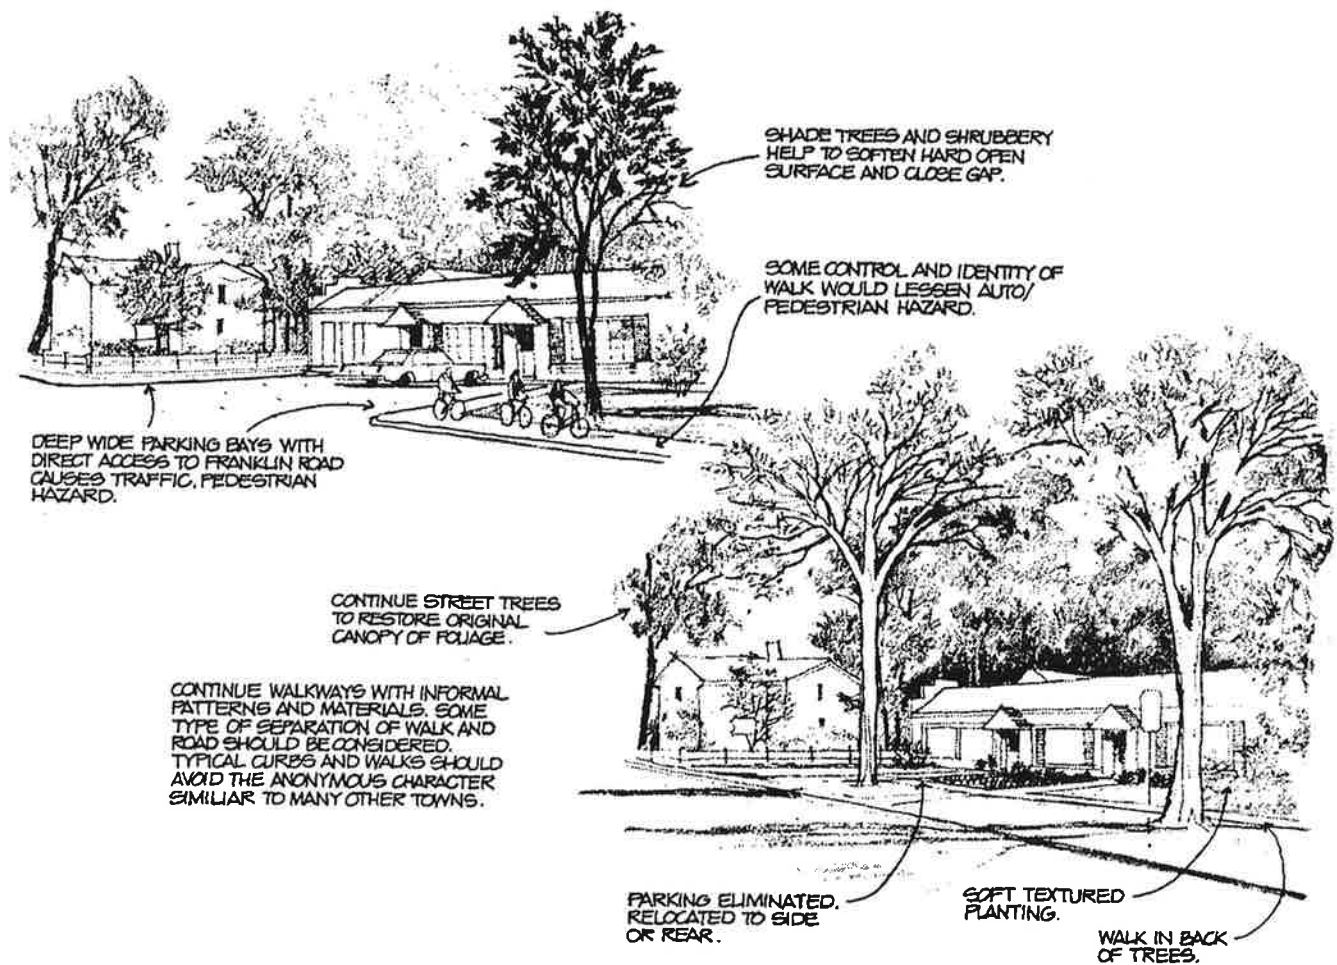 SHADE TREES AND SHRUBBERY
HELP TO SOFTEN HARD OPEN
SURFACE AND CLOSE GAP.
SOME CONTROL AND IDENTITY OF
WALK WOULD LESSEN AUTO/
PEDESTRIAN HAZARD.
DEEP WIDE PARKING BAYS WITH
DIRECT ACCESS TO FRANKLIN ROAD
CAUSES TRAFFIC, PEDESTRIAN
HAZARD.
CONTINUE STREET TREES
TO RESTORE ORIGINAL
CANOPY OF FOLIAGE.
CONTINUE WALKWAYS WITH INFORMAL
PATTERNS AND MATERIALS. SOME
TYPE OF SEPARATION OF WALK AND
ROAD SHOULD BE CONSIDERED.
TYPICAL CURBS AND WALKS SHOULD
AVOID THE ANONYMOUS CHARACTER
SIMILIAR TO MANY OTHER TOWNS.
PARKING ELIMINATED,
RELOCATED TO SIDE
OR REAR.
SOFT TEXTURED
PLANTING.
WALK IN BACK
OF TREES.